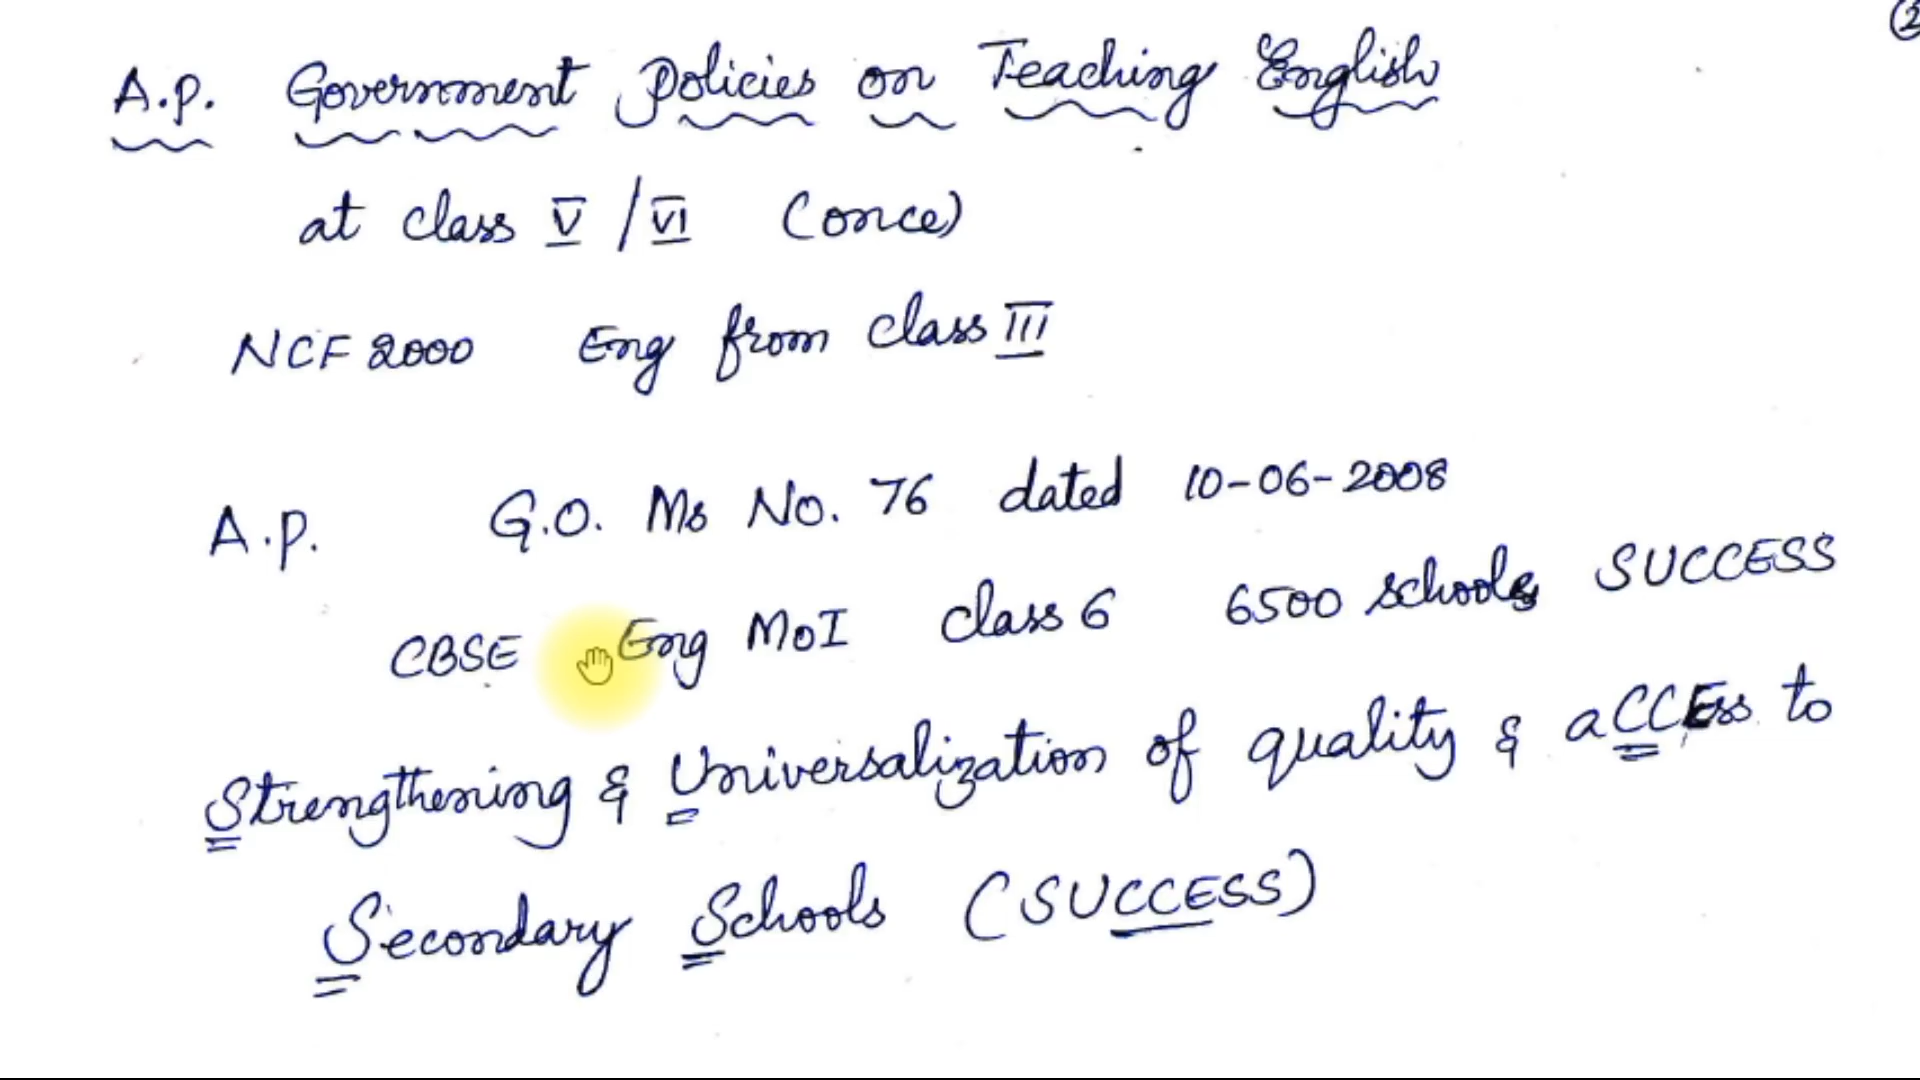 ②
A.P. Government Policies on Teaching English
at class V / VI (once)
NCF 2000 Eng from class III
A.P. G.O. Ms No. 76 dated 10-06-2008
CBSE Eng MoI class 6 6500 schools SUCCESS
Strengthening & Universalization of quality & aCCEss to
Secondary Schools (SUCCESS)